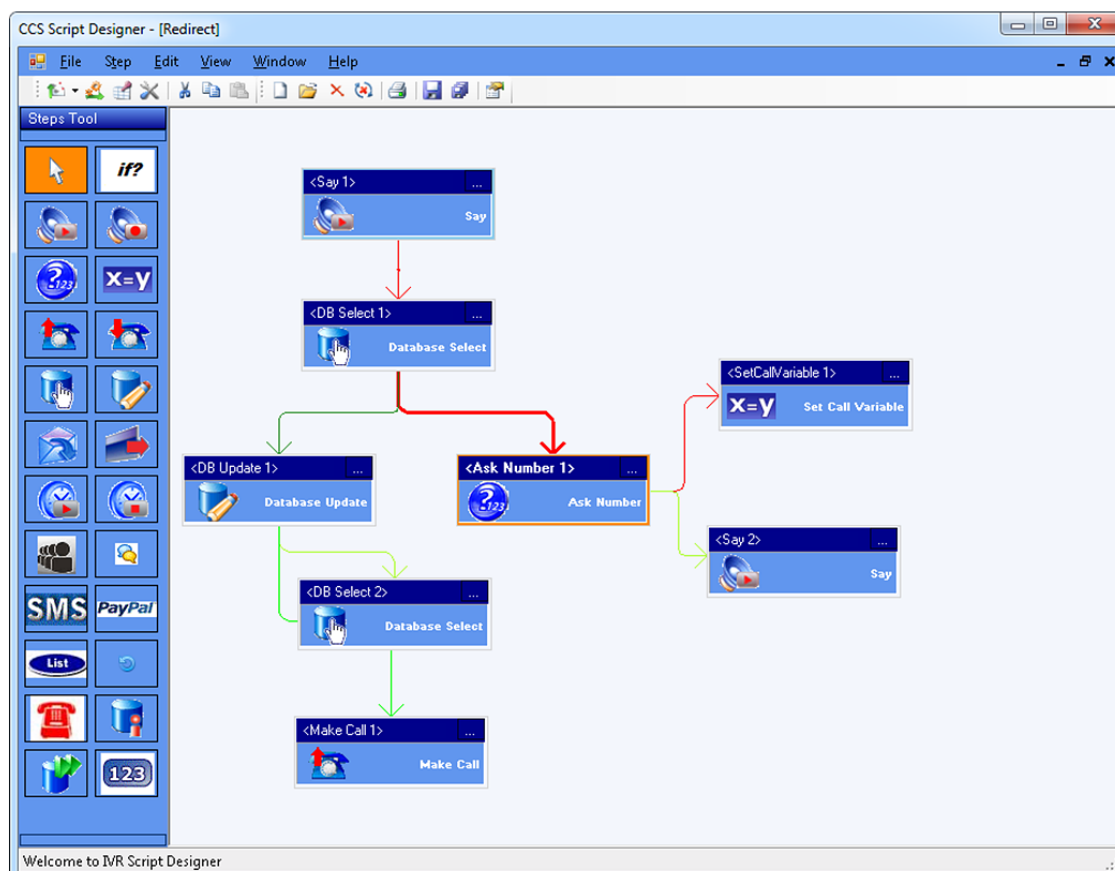 CCS Script Designer - [Redirect]
File Step Edit View Window Help
Steps Tool
if?
?123
x=y
SMS
PayPal
List
123
<Say 1> ...
Say
<DB Select 1> ...
Database Select
<SetCallVariable 1> ...
x=y Set Call Variable
<DB Update 1> ...
Database Update
<Ask Number 1> ...
?123 Ask Number
<Say 2> ...
Say
<DB Select 2> ...
Database Select
<Make Call 1> ...
Make Call
Welcome to IVR Script Designer